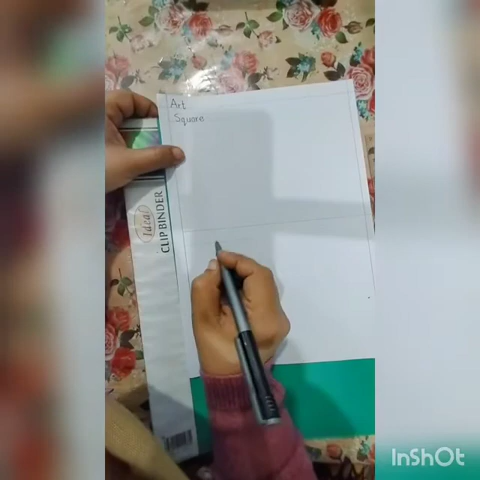 Art
Square
Ideal
CLIP BINDER
InShOt